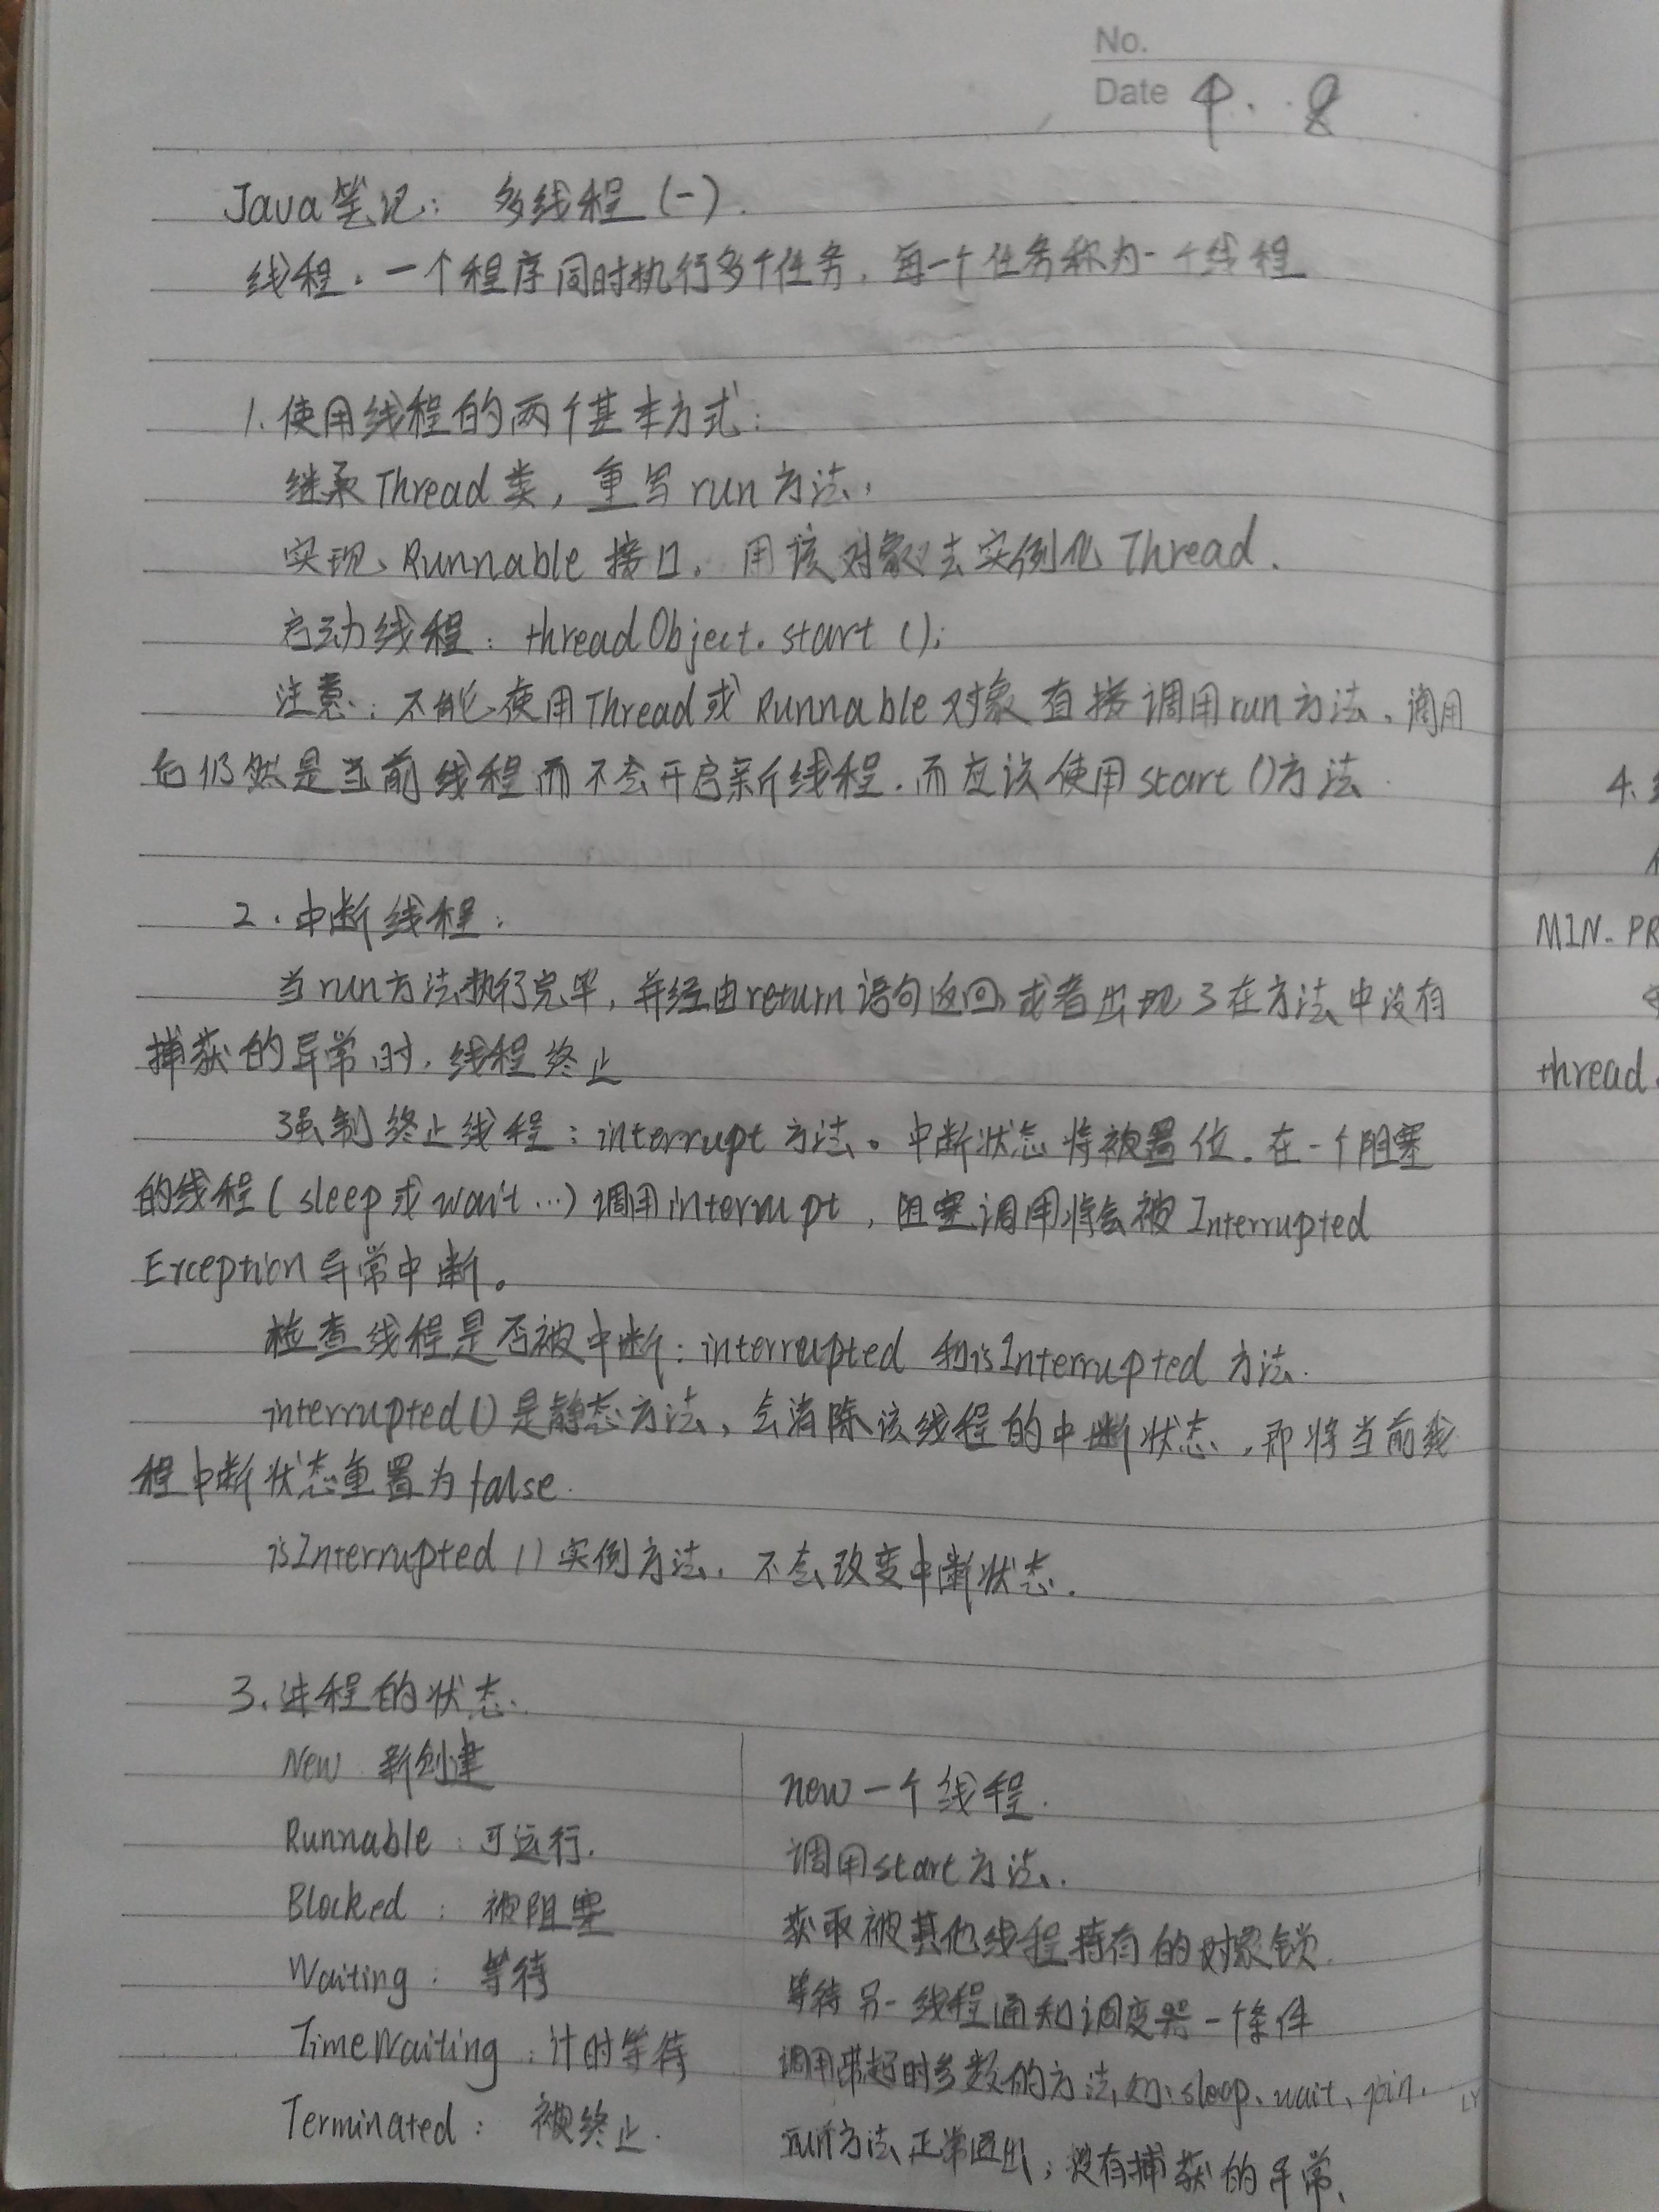 No.
Date 9.8
Java笔记: 多线程(一).
线程. 一个程序同时执行多个任务, 每一个任务称为一个线程
1. 使用线程的两个基本方式:
继承Thread类, 重写run方法,
实现Runnable接口。用该对象去实例化Thread.
启动线程: threadObject.start();
注意: 不能使用Thread或Runnable对象直接调用run方法, 调用
后仍然是当前线程而不会开启新线程. 而应该使用start()方法
2. 中断线程:
当run方法执行完毕, 并经由return语句返回, 或者出现了在方法中没有
捕获的异常时, 线程终止
强制终止线程: interrupt方法。中断状态将被置位. 在一个阻塞
的线程(sleep或wait...)调用interrupt, 阻塞调用将会被Interrupted
Exception异常中断。
检查线程是否被中断: interrupted和isInterrupted方法.
interrupted()是静态方法, 会清除该线程的中断状态, 即将当前线
程中断状态重置为false.
isInterrupted()实例方法, 不会改变中断状态.
3. 进程的状态.
New 新创建
new一个线程.
Runnable: 可运行.
调用start方法.
Blocked: 被阻塞
获取被其他线程持有的对象锁.
Waiting: 等待
等待另一线程通知调度器一个条件
TimeWaiting: 计时等待
调用带超时参数的方法, 如: sleep、wait、join.
Terminated: 被终止.
run方法正常退出; 没有捕获的异常.
4.
MIN_PR
thread.